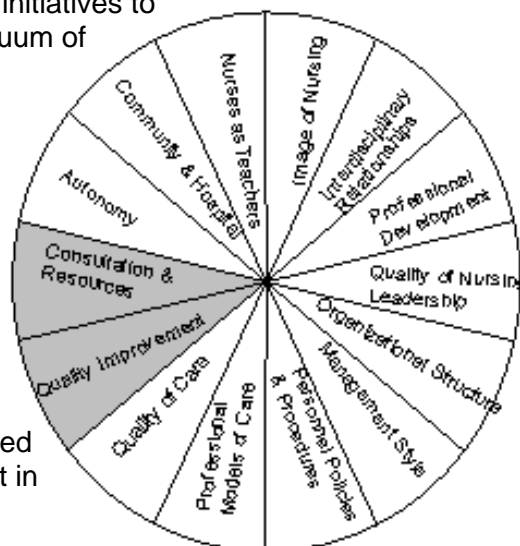 initiatives to
uum of
Image of Nursing
Interdisciplinary
Relationships
Professional
Development
Quality of Nursing
Leadership
Organizational Structure
Management Style
Personnel Policies
& Procedures
Professional
Models of Care
Quality of Care
Quality Improvement
Consultation &
Resources
Autonomy
Community & Hospital
Nurses as Teachers
ed
t in